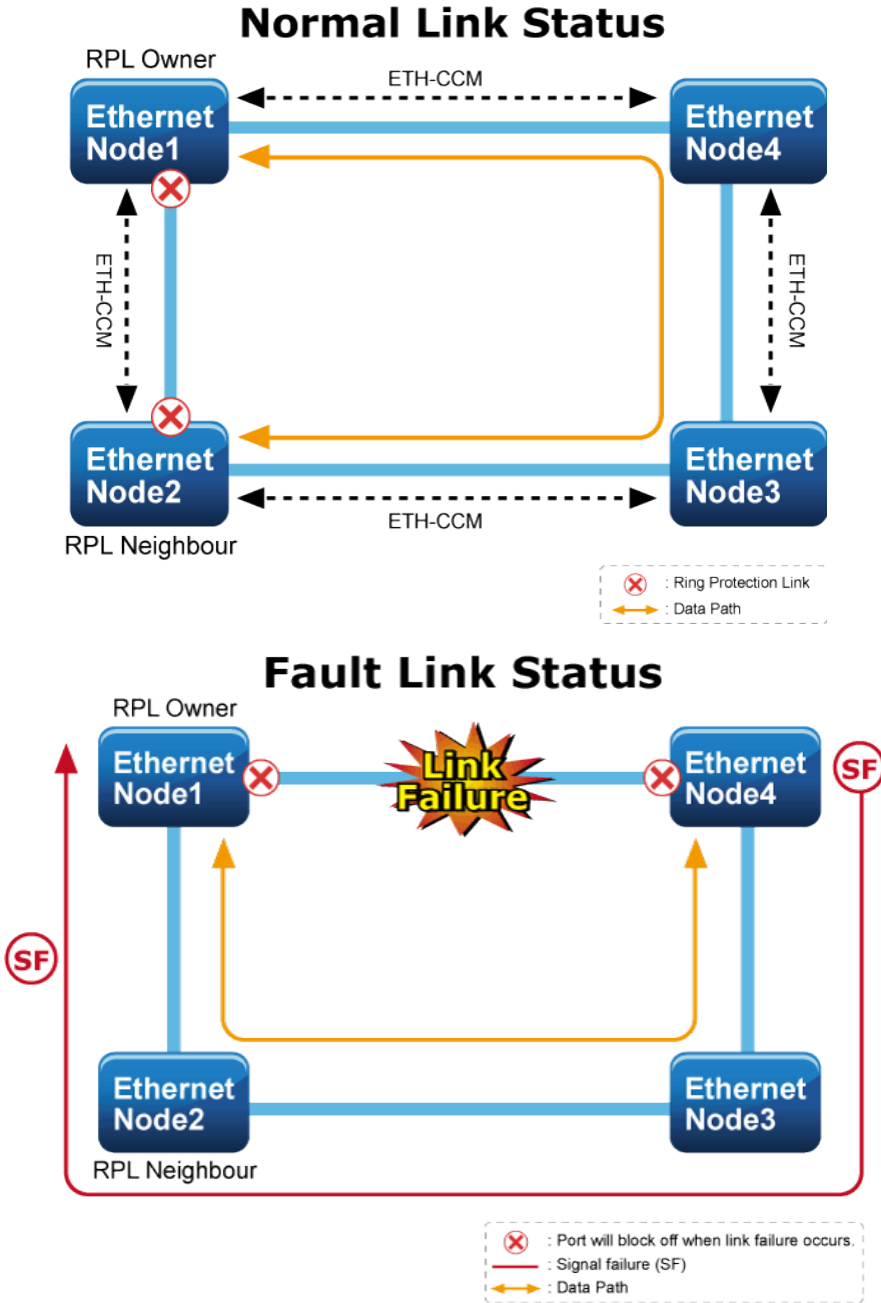 Normal Link Status
RPL Owner
ETH-CCM
Ethernet
Node1
Ethernet
Node4
ETH-CCM
ETH-CCM
Ethernet
Node2
Ethernet
Node3
RPL Neighbour
ETH-CCM
: Ring Protection Link
: Data Path
Fault Link Status
RPL Owner
Ethernet
Node1
Link
Failure
Ethernet
Node4
SF
SF
Ethernet
Node2
Ethernet
Node3
RPL Neighbour
: Port will block off when link failure occurs.
: Signal failure (SF)
: Data Path